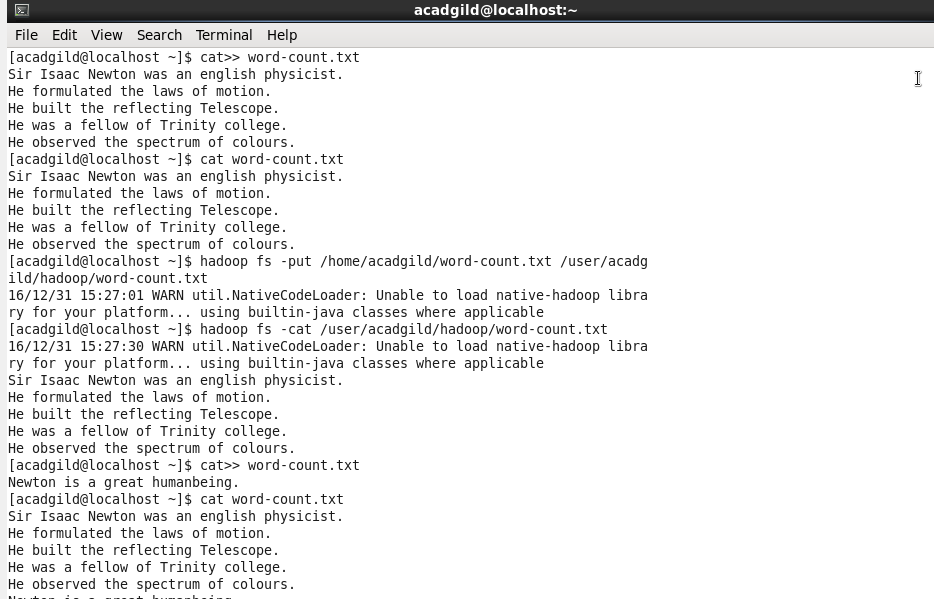 acadgild@localhost:~
File Edit View Search Terminal Help
[acadgild@localhost ~]$ cat>> word-count.txt
Sir Isaac Newton was an english physicist.
He formulated the laws of motion.
He built the reflecting Telescope.
He was a fellow of Trinity college.
He observed the spectrum of colours.
[acadgild@localhost ~]$ cat word-count.txt
Sir Isaac Newton was an english physicist.
He formulated the laws of motion.
He built the reflecting Telescope.
He was a fellow of Trinity college.
He observed the spectrum of colours.
[acadgild@localhost ~]$ hadoop fs -put /home/acadgild/word-count.txt /user/acadg
ild/hadoop/word-count.txt
16/12/31 15:27:01 WARN util.NativeCodeLoader: Unable to load native-hadoop libra
ry for your platform... using builtin-java classes where applicable
[acadgild@localhost ~]$ hadoop fs -cat /user/acadgild/hadoop/word-count.txt
16/12/31 15:27:30 WARN util.NativeCodeLoader: Unable to load native-hadoop libra
ry for your platform... using builtin-java classes where applicable
Sir Isaac Newton was an english physicist.
He formulated the laws of motion.
He built the reflecting Telescope.
He was a fellow of Trinity college.
He observed the spectrum of colours.
[acadgild@localhost ~]$ cat>> word-count.txt
Newton is a great humanbeing.
[acadgild@localhost ~]$ cat word-count.txt
Sir Isaac Newton was an english physicist.
He formulated the laws of motion.
He built the reflecting Telescope.
He was a fellow of Trinity college.
He observed the spectrum of colours.
Newton is a great humanbeing.